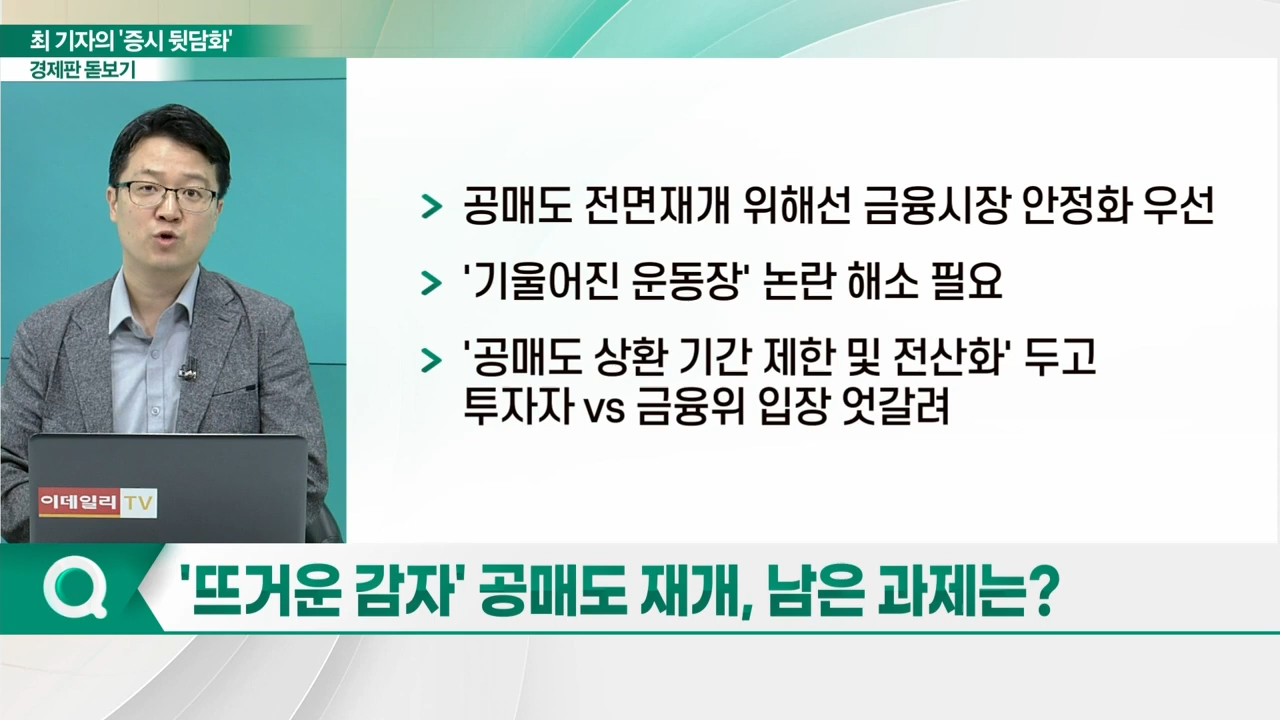 최 기자의 '증시 뒷담화'
경제판 돋보기
> 공매도 전면재개 위해선 금융시장 안정화 우선
> '기울어진 운동장' 논란 해소 필요
> '공매도 상환 기간 제한 및 전산화' 두고
투자자 vs 금융위 입장 엇갈려
이데일리 TV
Q '뜨거운 감자' 공매도 재개, 남은 과제는?